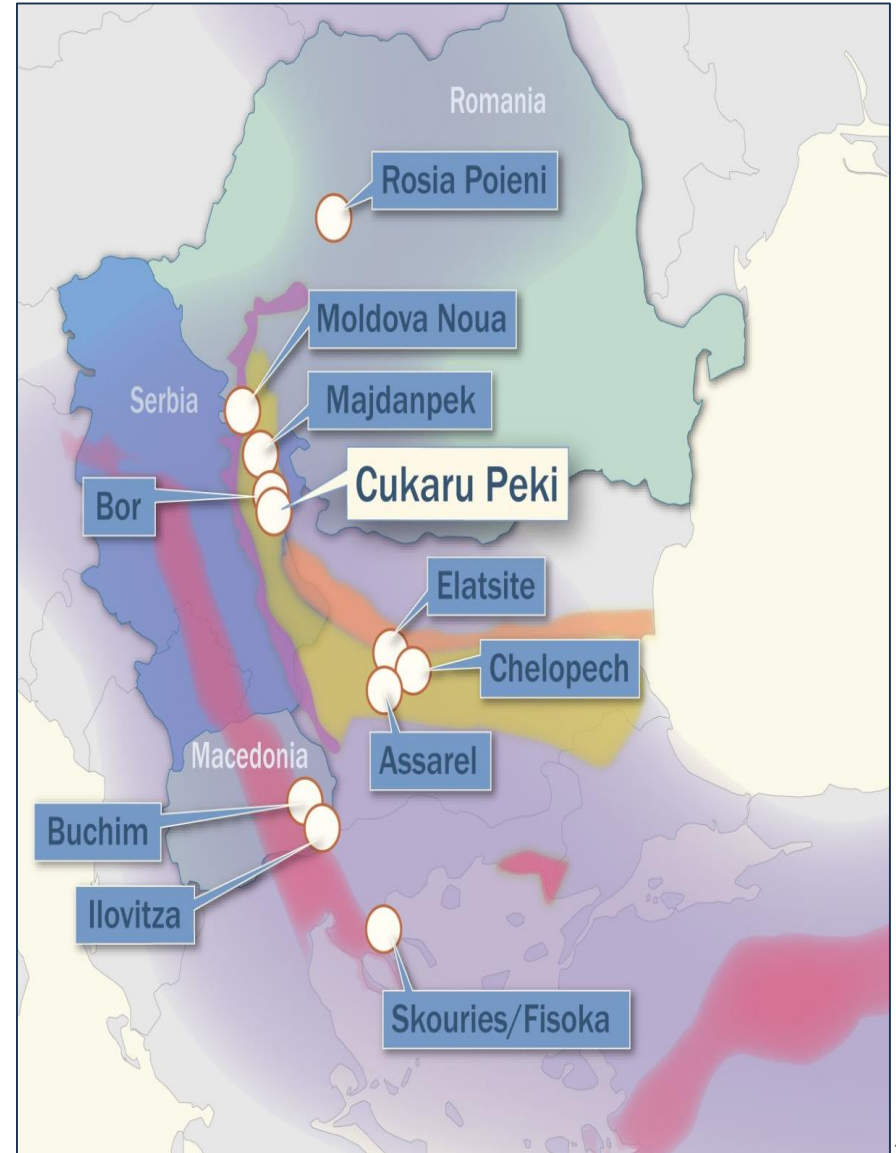 Romania
Rosia Poieni
Moldova Noua
Serbia
Majdanpek
Cukaru Peki
Bor
Elatsite
Chelopech
Macedonia
Assarel
Buchim
Ilovitza
Skouries/Fisoka